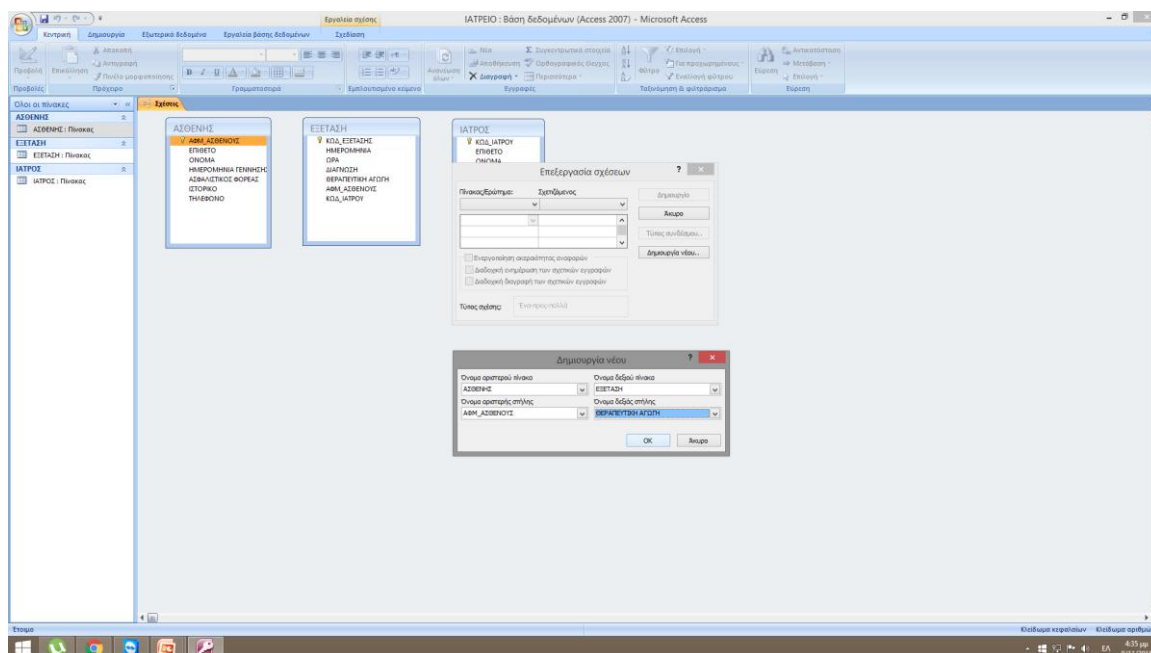 Εργαλεία σχέσης
ΙΑΤΡΕΙΟ : Βάση δεδομένων (Access 2007) - Microsoft Access
Κεντρική Δημιουργία Εξωτερικά δεδομένα Εργαλεία βάσης δεδομένων Σχεδίαση
Προβολή Επικόλληση Αποκοπή Αντιγραφή Πινέλο μορφοποίησης
Ανανέωση όλων Νέα Αποθήκευση Διαγραφή Συγκεντρωτικά στοιχεία Ορθογραφικός έλεγχος Περισσότερα
Φίλτρο Επιλογή Για προχωρημένους Εναλλαγή φίλτρου
Εύρεση Αντικατάσταση Μετάβαση Επιλογή
Προβολές Πρόχειρο Γραμματοσειρά Εμπλουτισμένο κείμενο Εγγραφές Ταξινόμηση & φιλτράρισμα Εύρεση
Όλοι οι πίνακες
ΑΣΘΕΝΗΣ
ΑΣΘΕΝΗΣ : Πίνακας
ΕΞΕΤΑΣΗ
ΕΞΕΤΑΣΗ : Πίνακας
ΙΑΤΡΟΣ
ΙΑΤΡΟΣ : Πίνακας
Σχέσεις
ΑΣΘΕΝΗΣ
ΑΦΜ_ΑΣΘΕΝΟΥΣ
ΕΠΙΘΕΤΟ
ΟΝΟΜΑ
ΗΜΕΡΟΜΗΝΙΑ ΓΕΝΝΗΣΗΣ
ΑΣΦΑΛΙΣΤΙΚΟΣ ΦΟΡΕΑΣ
ΙΣΤΟΡΙΚΟ
ΤΗΛΕΦΩΝΟ
ΕΞΕΤΑΣΗ
ΚΩΔ_ΕΞΕΤΑΣΗΣ
ΗΜΕΡΟΜΗΝΙΑ
ΩΡΑ
ΔΙΑΓΝΩΣΗ
ΘΕΡΑΠΕΥΤΙΚΗ ΑΓΩΓΗ
ΑΦΜ_ΑΣΘΕΝΟΥΣ
ΚΩΔ_ΙΑΤΡΟΥ
ΙΑΤΡΟΣ
ΚΩΔ_ΙΑΤΡΟΥ
ΕΠΙΘΕΤΟ
ΟΝΟΜΑ
Επεξεργασία σχέσεων
Πίνακας/Ερώτημα: Σχετιζόμενος
Δημιουργία
Άκυρο
Τύπος συνδέσμου...
Δημιουργία νέου...
Ενεργοποίηση ακεραιότητας αναφορών
Διαδοχική ενημέρωση των σχετικών εγγραφών
Διαδοχική διαγραφή των σχετικών εγγραφών
Τύπος σχέσης: Ένα-προς-πολλά
Δημιουργία νέου
Όνομα αριστερού πίνακα Όνομα δεξιού πίνακα
ΑΣΘΕΝΗΣ ΕΞΕΤΑΣΗ
Όνομα αριστερής στήλης Όνομα δεξιάς στήλης
ΑΦΜ_ΑΣΘΕΝΟΥΣ ΘΕΡΑΠΕΥΤΙΚΗ ΑΓΩΓΗ
OK Άκυρο
Έτοιμο
Κλείδωμα κεφαλαίων Κλείδωμα αριθμώ
ΕΛ 4:35 μμ